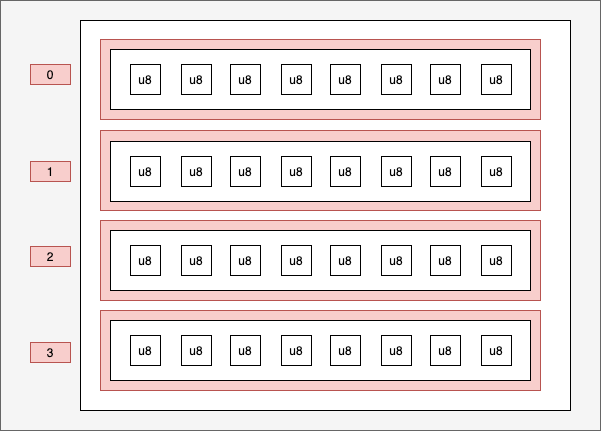 0 u8 u8 u8 u8 u8 u8 u8 u8
1 u8 u8 u8 u8 u8 u8 u8 u8
2 u8 u8 u8 u8 u8 u8 u8 u8
3 u8 u8 u8 u8 u8 u8 u8 u8